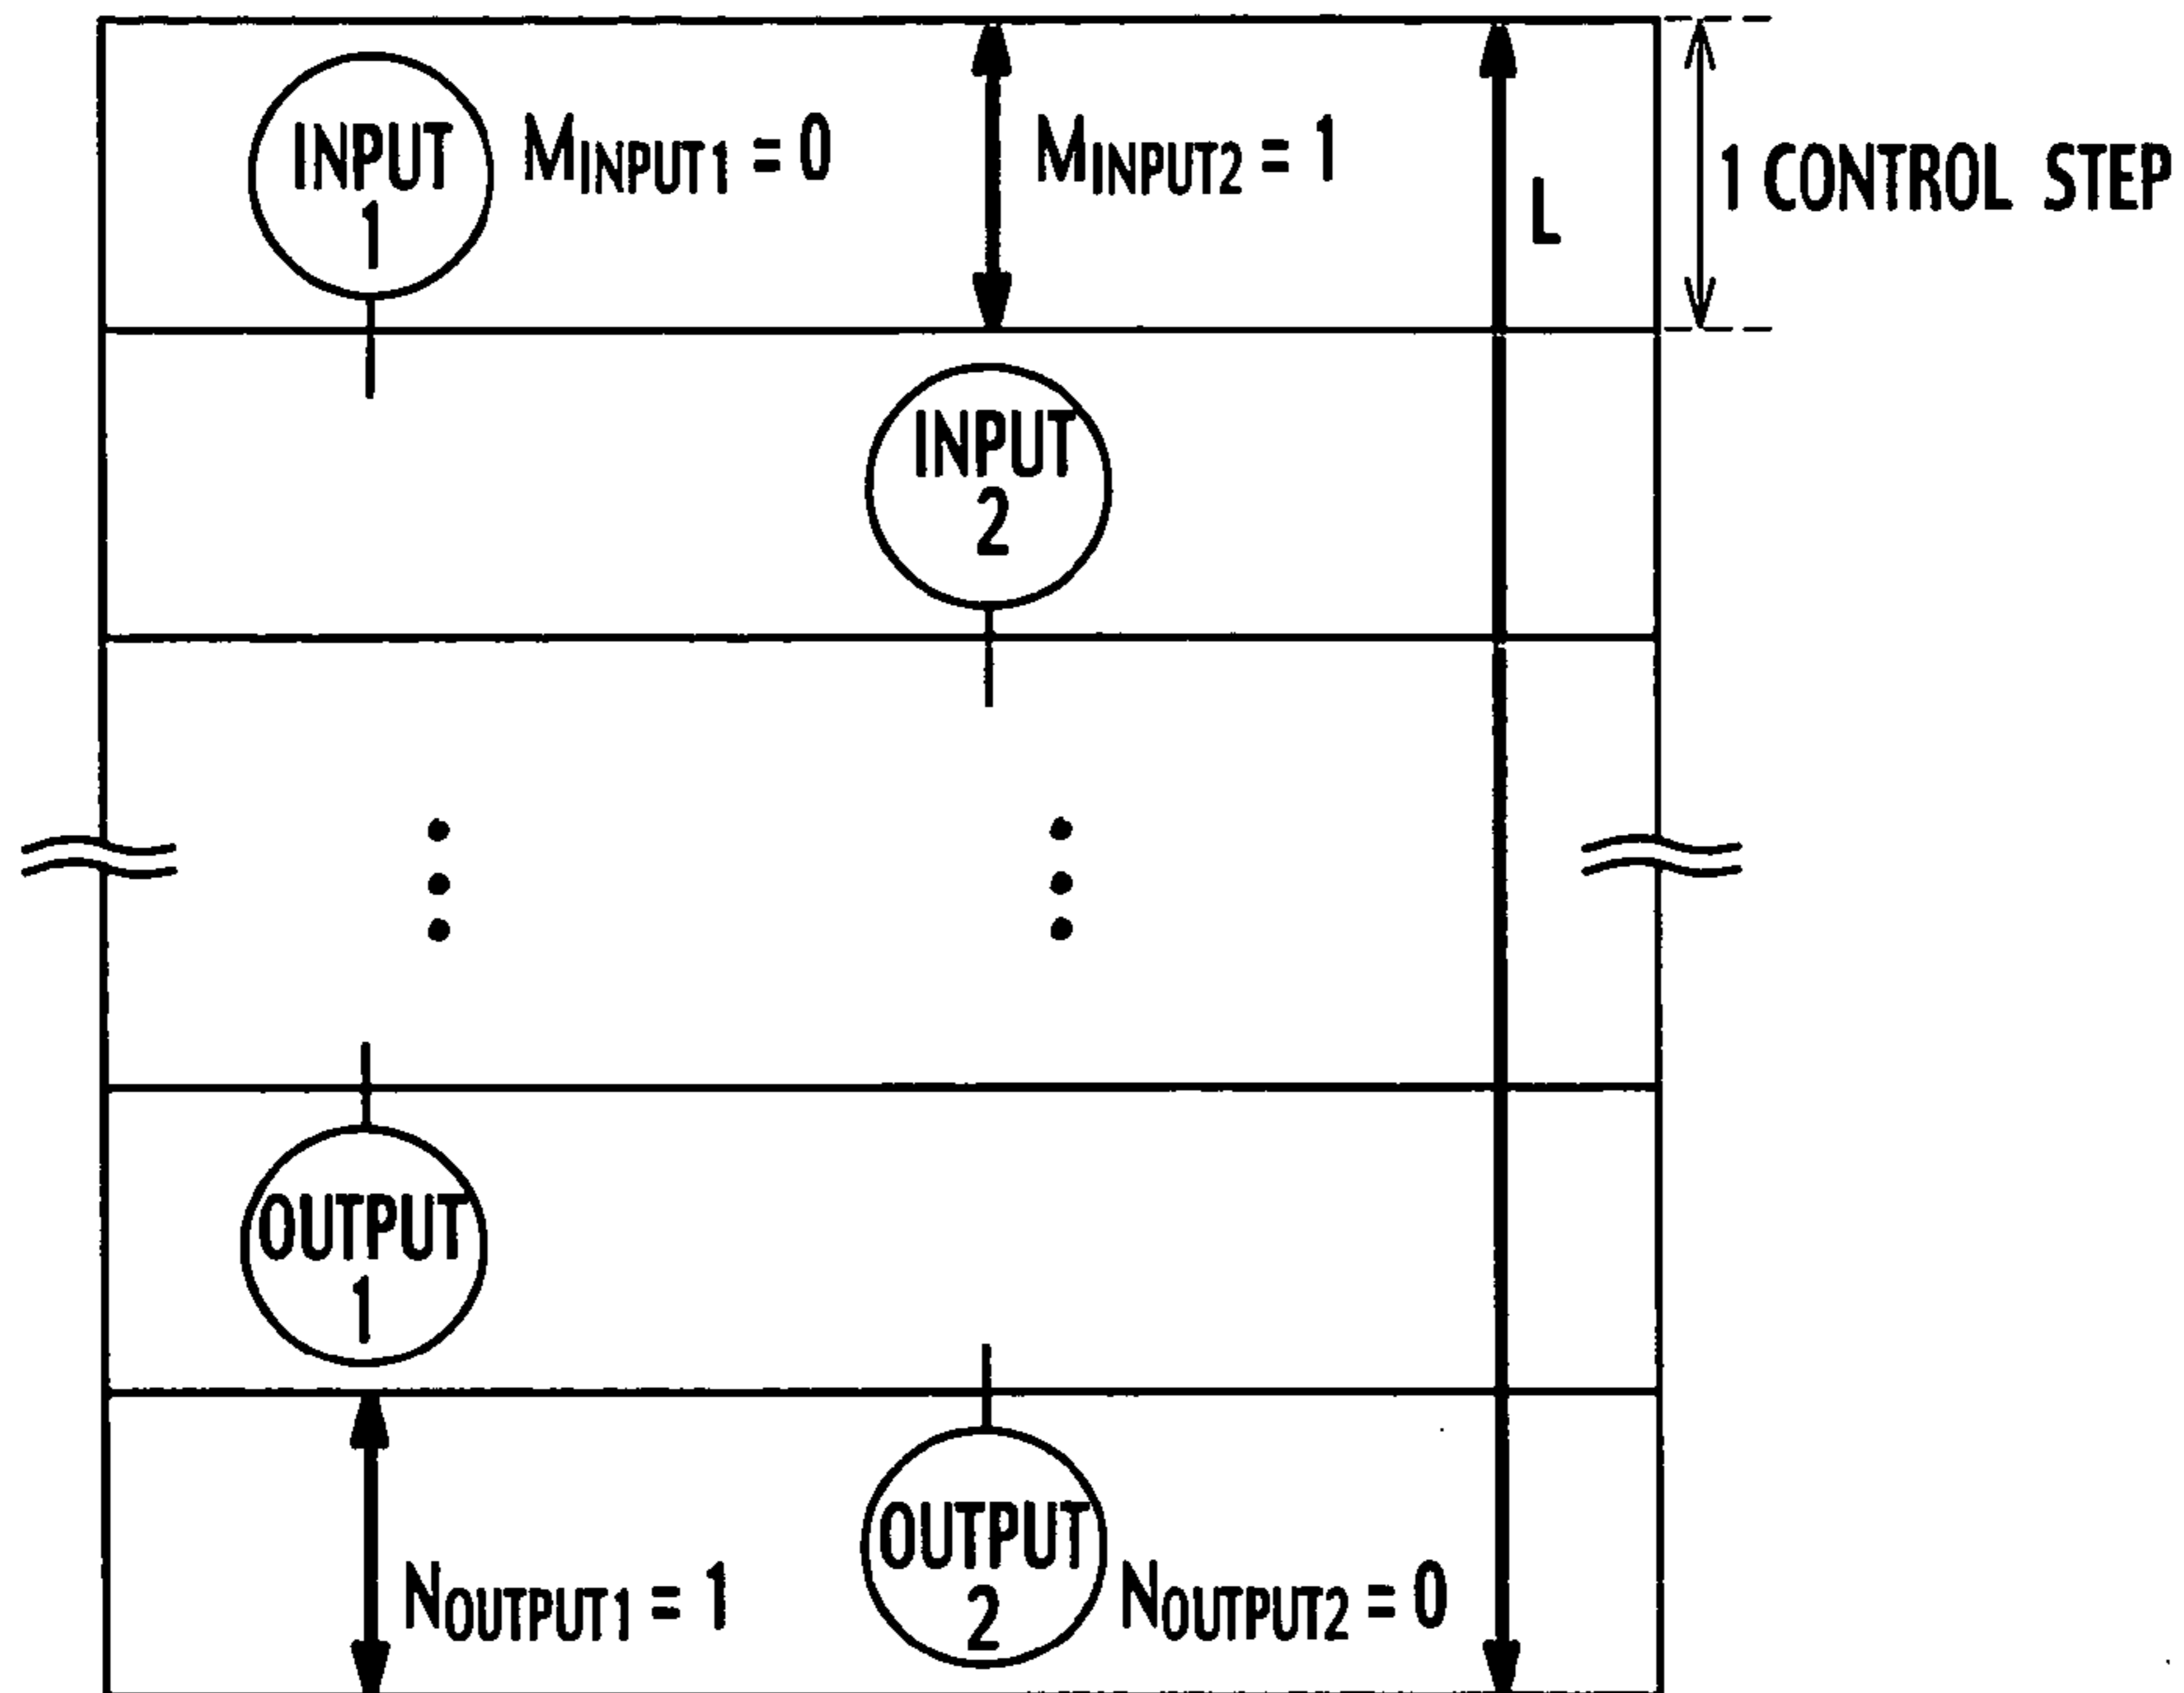 INPUT
1
MINPUT1 = 0
MINPUT2 = 1
L
1 CONTROL STEP
INPUT
2
OUTPUT
1
NOUTPUT1 = 1
OUTPUT
2
NOUTPUT2 = 0